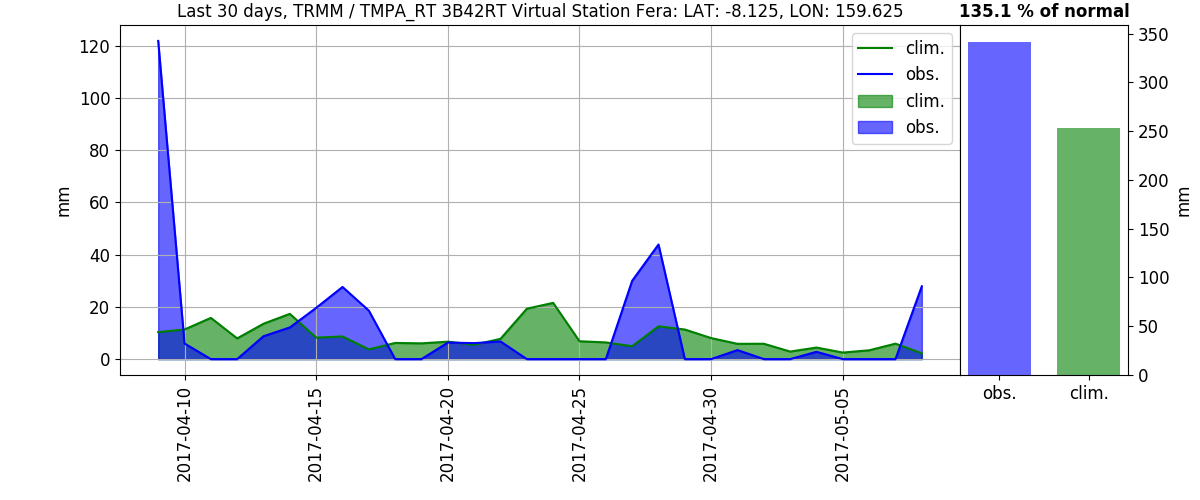 Last 30 days, TRMM / TMPA_RT 3B42RT Virtual Station Fera: LAT: -8.125, LON: 159.625
135.1 % of normal
clim.
obs.
clim.
obs.
mm
120
100
80
60
40
20
0
2017-04-10
2017-04-15
2017-04-20
2017-04-25
2017-04-30
2017-05-05
350
300
250
200
150
100
50
0
mm
obs.
clim.